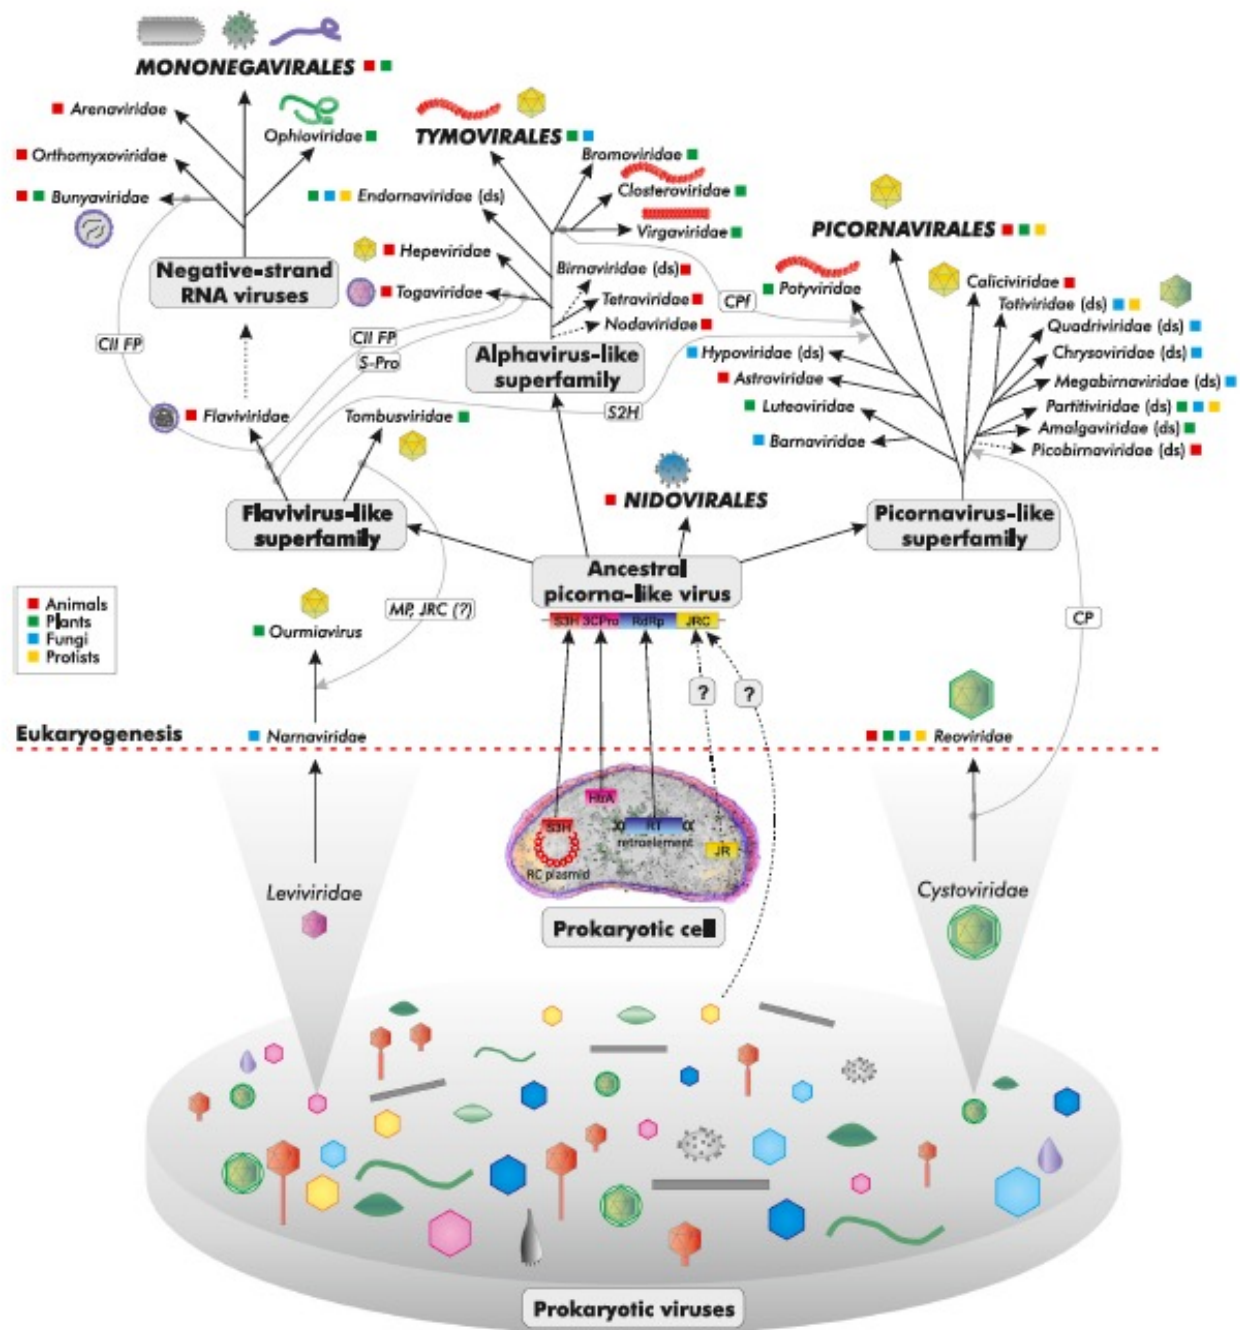 MONONEGAVIRALES
Arenaviridae
Ophioviridae
Orthomyxoviridae
Bunyaviridae
Negative-strand
RNA viruses
TYMOVIRALES
Bromoviridae
Closteroviridae
Endornaviridae (ds)
Virgaviridae
Hepeviridae
Birnaviridae (ds)
Togaviridae
Tetraviridae
Nodaviridae
CPf
CII FP
CII FP
S-Pro
Alphavirus-like
superfamily
PICORNAVIRALES
Caliciviridae
Potyviridae
Totiviridae (ds)
Quadriviridae (ds)
Hypoviridae (ds)
Chrysoviridae (ds)
Astroviridae
Megabirnaviridae (ds)
Luteoviridae
Partitiviridae (ds)
Amalgaviridae (ds)
Barnaviridae
Picobirnaviridae (ds)
Flaviviridae
Tombusviridae
S2H
NIDOVIRALES
Flavivirus-like
superfamily
Picornavirus-like
superfamily
Ancestral
picorna-like virus
S3H 3CPro RdRp JRC
Animals
Plants
Fungi
Protists
Ourmiavirus
MP, JRC (?)
CP
?
?
Eukaryogenesis
Narnaviridae
Reoviridae
HtrA
S3H
RT
retroelement
JR
RC plasmid
Leviviridae
Cystoviridae
Prokaryotic cell
Prokaryotic viruses